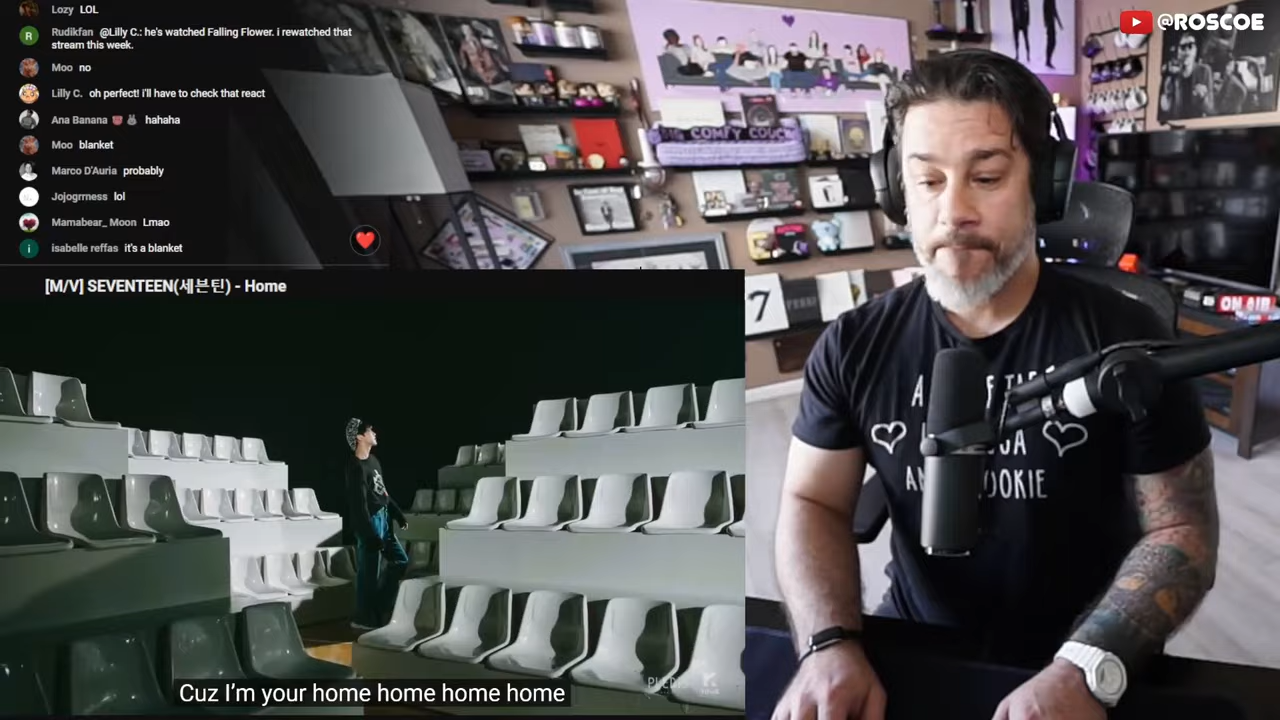 Lozy LOL
@ROSCOE
Rudikfan @Lilly C.: he's watched Falling Flower. i rewatched that
stream this week.
Moo no
Lilly C. oh perfect! i'll have to check that react
Ana Banana hahaha
Moo blanket
Marco D'Auria probably
Jojogrmess lol
Mamabear_ Moon Lmao
isabelle reffas it's a blanket
COMFY COUCH
[M/V] SEVENTEEN(세븐틴) - Home
7
ON AIR
Cuz I'm your home home home home